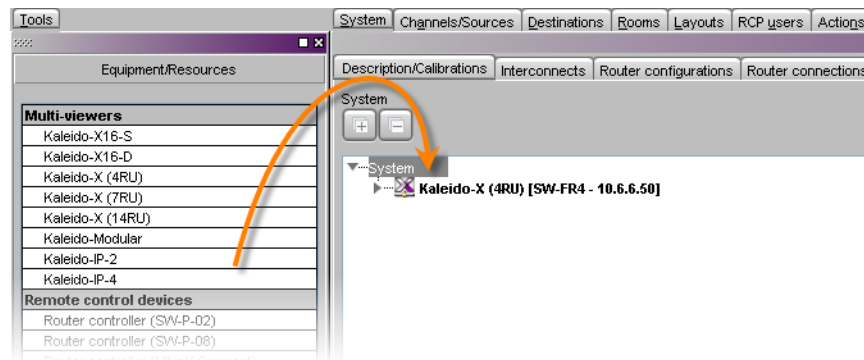 Tools
System Channels/Sources Destinations Rooms Layouts RCP users Actions
Equipment/Resources
Description/Calibrations Interconnects Router configurations Router connections
System
Multi-viewers
Kaleido-X16-S
Kaleido-X16-D
Kaleido-X (4RU)
Kaleido-X (7RU)
Kaleido-X (14RU)
Kaleido-Modular
Kaleido-IP-2
Kaleido-IP-4
Remote control devices
Router controller (SW-P-02)
Router controller (SW-P-08)
System
Kaleido-X (4RU) [SW-FR4 - 10.6.6.50]